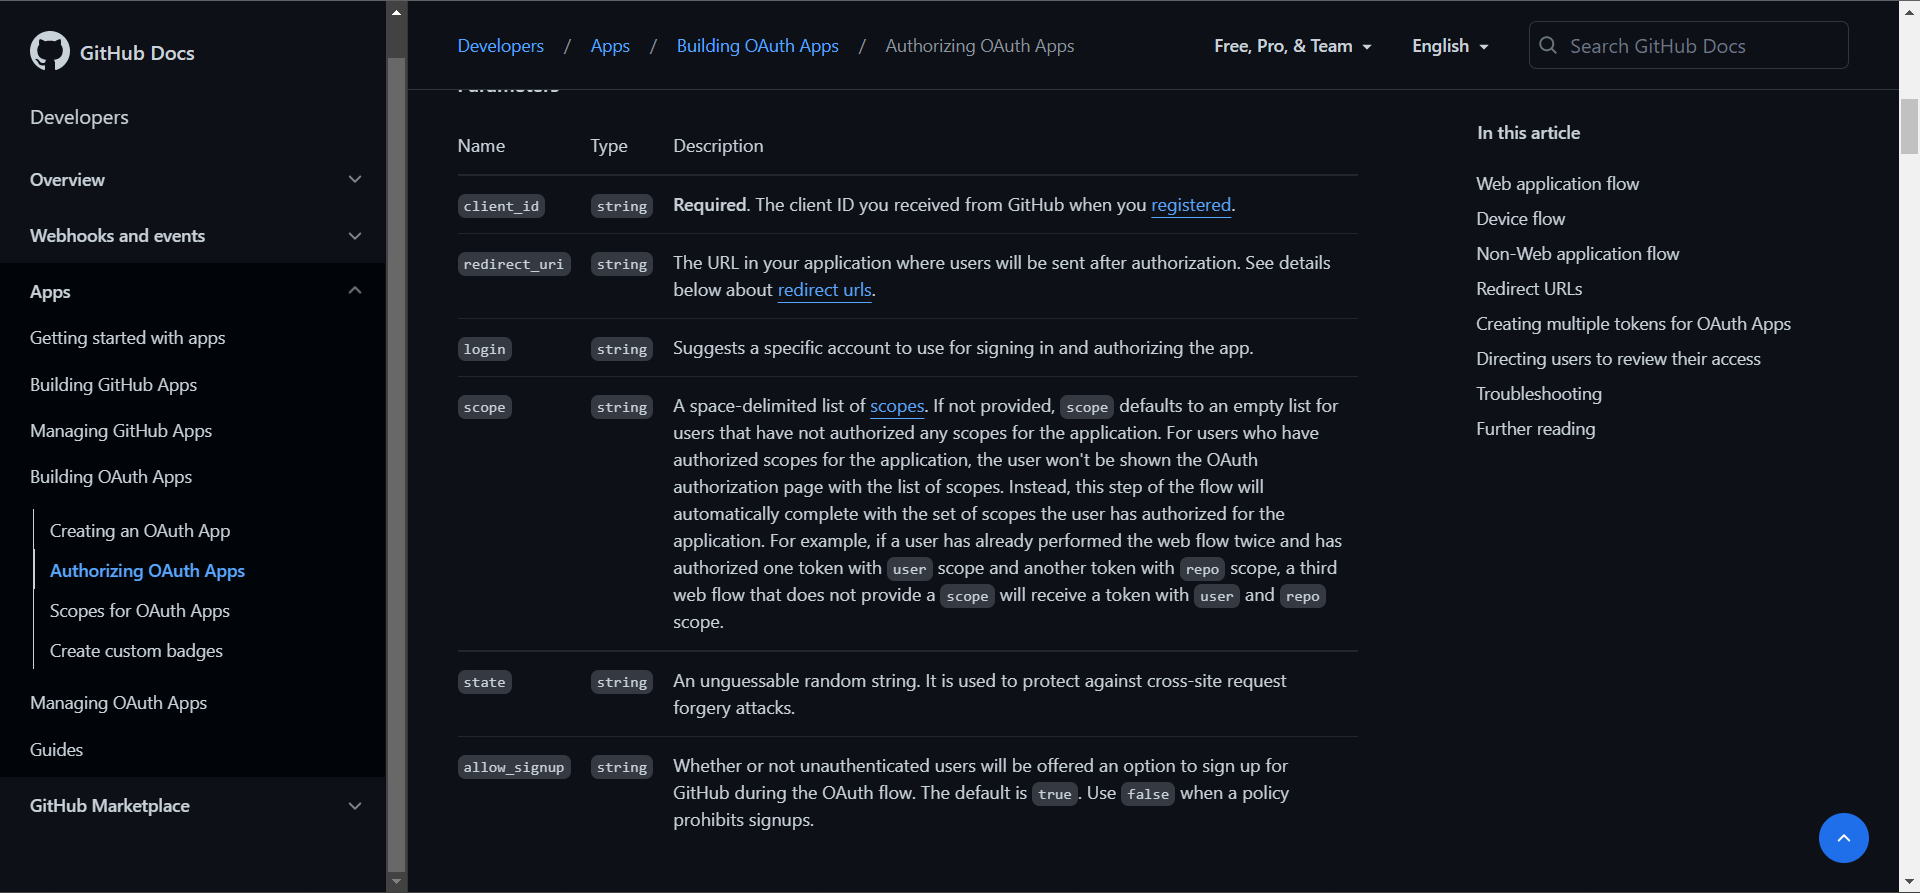 GitHub Docs
Developers
Overview
Webhooks and events
Apps
Getting started with apps
Building GitHub Apps
Managing GitHub Apps
Building OAuth Apps
Creating an OAuth App
Authorizing OAuth Apps
Scopes for OAuth Apps
Create custom badges
Managing OAuth Apps
Guides
GitHub Marketplace
Developers / Apps / Building OAuth Apps / Authorizing OAuth Apps
Free, Pro, & Team
English
Search GitHub Docs
Parameters
Name Type Description
client_id string Required. The client ID you received from GitHub when you registered.
redirect_uri string The URL in your application where users will be sent after authorization. See details
below about redirect urls.
login string Suggests a specific account to use for signing in and authorizing the app.
scope string A space-delimited list of scopes. If not provided, scope defaults to an empty list for
users that have not authorized any scopes for the application. For users who have
authorized scopes for the application, the user won't be shown the OAuth
authorization page with the list of scopes. Instead, this step of the flow will
automatically complete with the set of scopes the user has authorized for the
application. For example, if a user has already performed the web flow twice and has
authorized one token with user scope and another token with repo scope, a third
web flow that does not provide a scope will receive a token with user and repo
scope.
state string An unguessable random string. It is used to protect against cross-site request
forgery attacks.
allow_signup string Whether or not unauthenticated users will be offered an option to sign up for
GitHub during the OAuth flow. The default is true. Use false when a policy
prohibits signups.
In this article
Web application flow
Device flow
Non-Web application flow
Redirect URLs
Creating multiple tokens for OAuth Apps
Directing users to review their access
Troubleshooting
Further reading